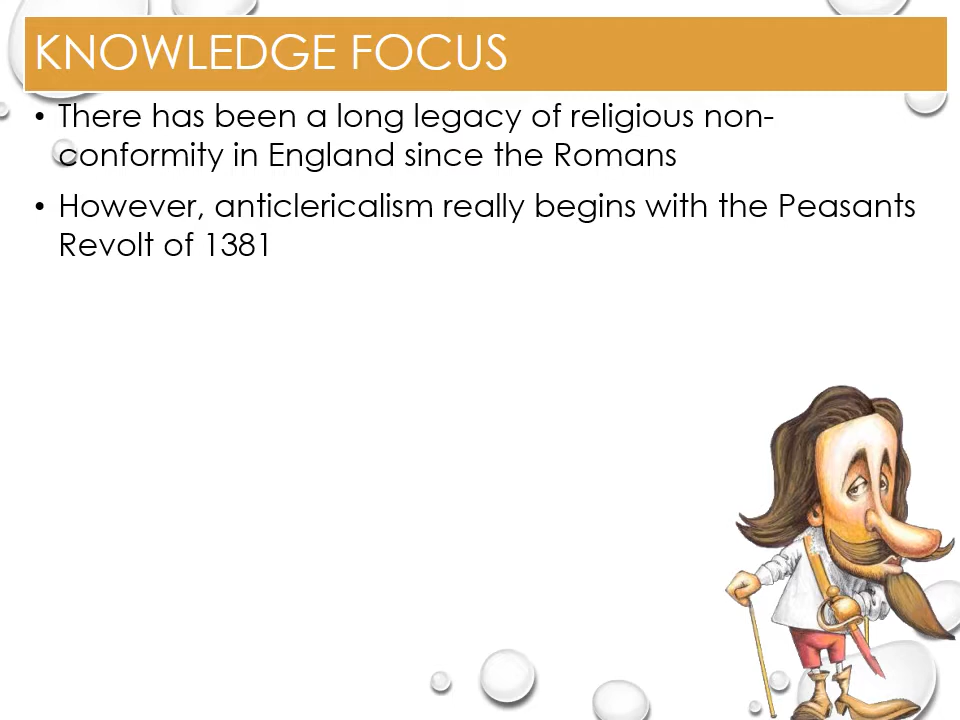 KNOWLEDGE FOCUS
• There has been a long legacy of religious non-
conformity in England since the Romans
• However, anticlericalism really begins with the Peasants
Revolt of 1381